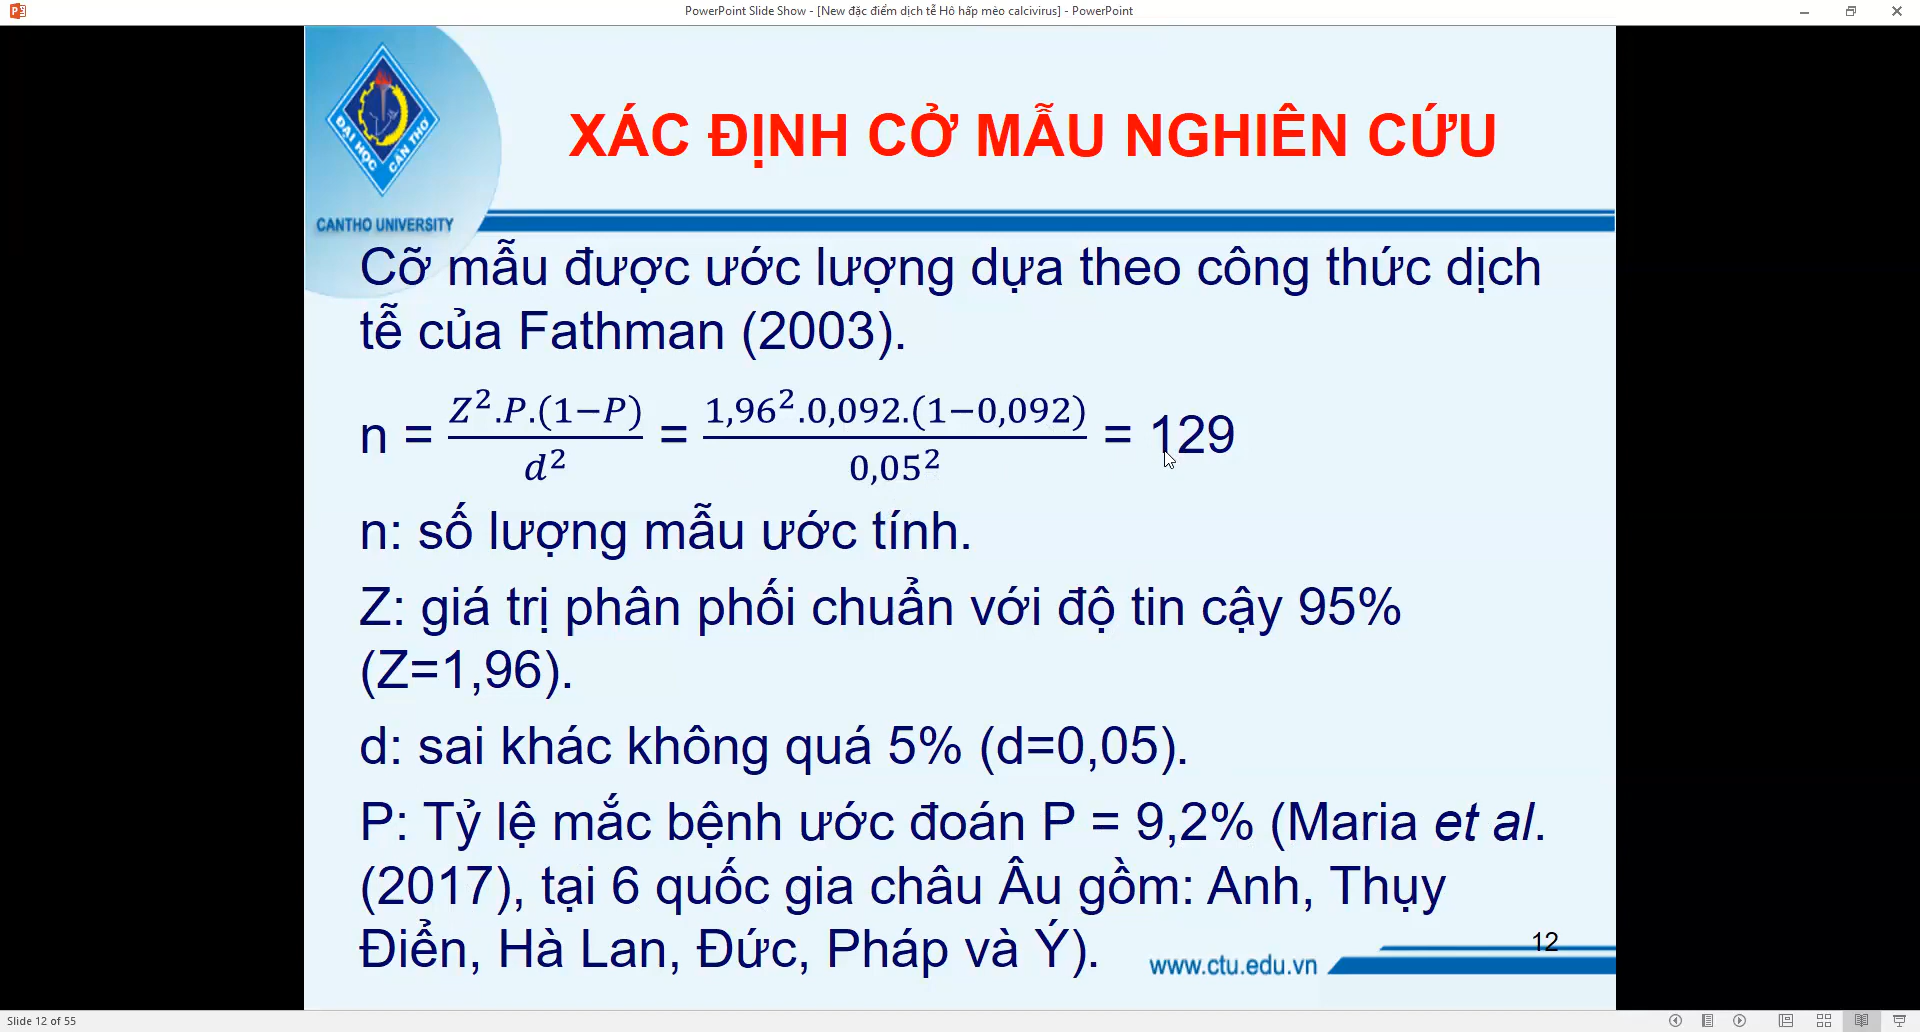 PowerPoint Slide Show - [New đặc điểm dịch tễ Hô hấp mèo calcivirus] - PowerPoint
ĐẠI HỌC CẦN THƠ
CANTHO UNIVERSITY
XÁC ĐỊNH CỞ MẪU NGHIÊN CỨU
Cỡ mẫu được ước lượng dựa theo công thức dịch
tễ của Fathman (2003).
n = Z².P.(1−P)/d² = 1,96².0,092.(1−0,092)/0,05² = 129
n: số lượng mẫu ước tính.
Z: giá trị phân phối chuẩn với độ tin cậy 95%
(Z=1,96).
d: sai khác không quá 5% (d=0,05).
P: Tỷ lệ mắc bệnh ước đoán P = 9,2% (Maria et al.
(2017), tại 6 quốc gia châu Âu gồm: Anh, Thụy
Điển, Hà Lan, Đức, Pháp và Ý).
12
www.ctu.edu.vn
Slide 12 of 55